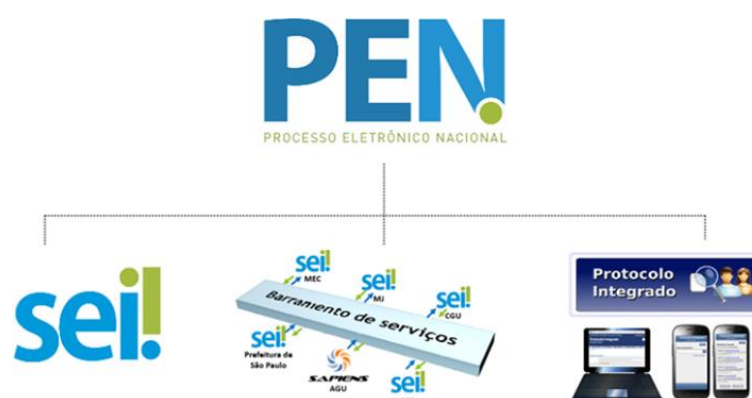 PEN
PROCESSO ELETRÔNICO NACIONAL
sei!
sei!
MEC
sei!
MJ
sei!
CGU
Barramento de serviços
sei!
Prefeitura de
São Paulo
SAPIENS
AGU
sei!
Protocolo
Integrado